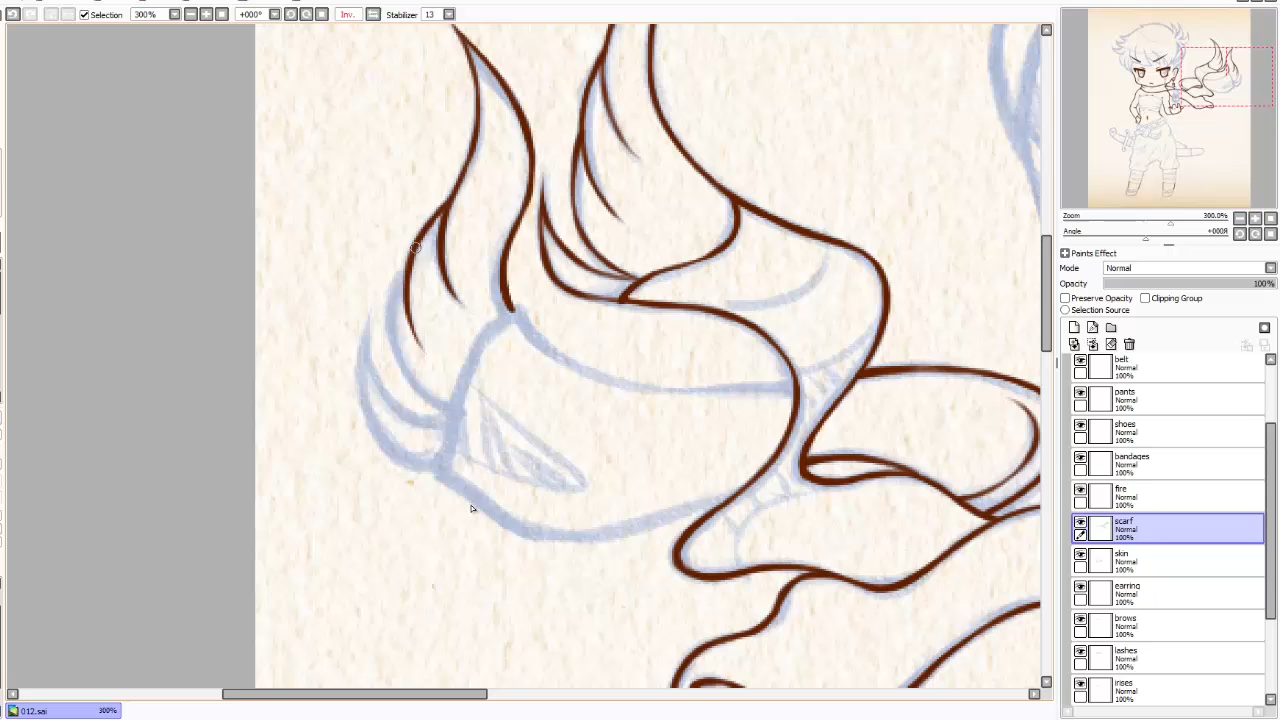 Selection 300% +000° Inv. Stabilizer 13
Zoom 300.0%
Angle +000R
Paints Effect
Mode Normal
Opacity 100%
Preserve Opacity Clipping Group
Selection Source
belt
Normal
100%
pants
Normal
100%
shoes
Normal
100%
bandages
Normal
100%
fire
Normal
100%
scarf
Normal
100%
skin
Normal
100%
earring
Normal
100%
brows
Normal
100%
lashes
Normal
100%
irises
Normal
100%
012.sai 300%